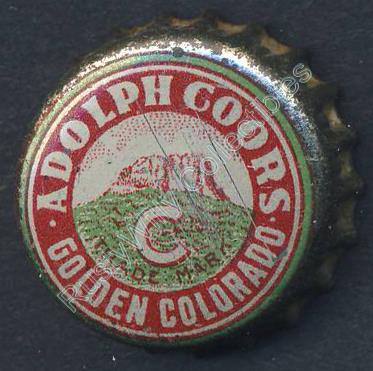 · ADOLPH COORS ·
C
TRADE MARK
GOLDEN COLORADO